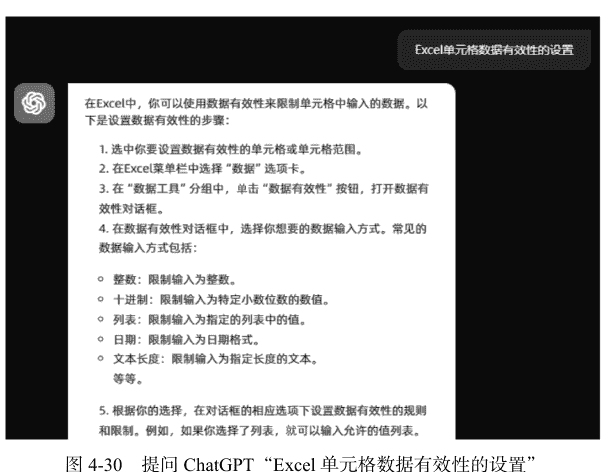 Excel单元格数据有效性的设置
在Excel中，你可以使用数据有效性来限制单元格中输入的数据。以
下是设置数据有效性的步骤：
1. 选中你要设置数据有效性的单元格或单元格范围。
2. 在Excel菜单栏中选择“数据”选项卡。
3. 在“数据工具”分组中，单击“数据有效性”按钮，打开数据有
效性对话框。
4. 在数据有效性对话框中，选择你想要的数据输入方式。常见的
数据输入方式包括：
整数：限制输入为整数。
十进制：限制输入为特定小数位数的数值。
列表：限制输入为指定的列表中的值。
日期：限制输入为日期格式。
文本长度：限制输入为指定长度的文本。
等等。
5. 根据你的选择，在对话框的相应选项下设置数据有效性的规则
和限制。例如，如果你选择了列表，就可以输入允许的值列表。
图 4-30 提问 ChatGPT“Excel 单元格数据有效性的设置”